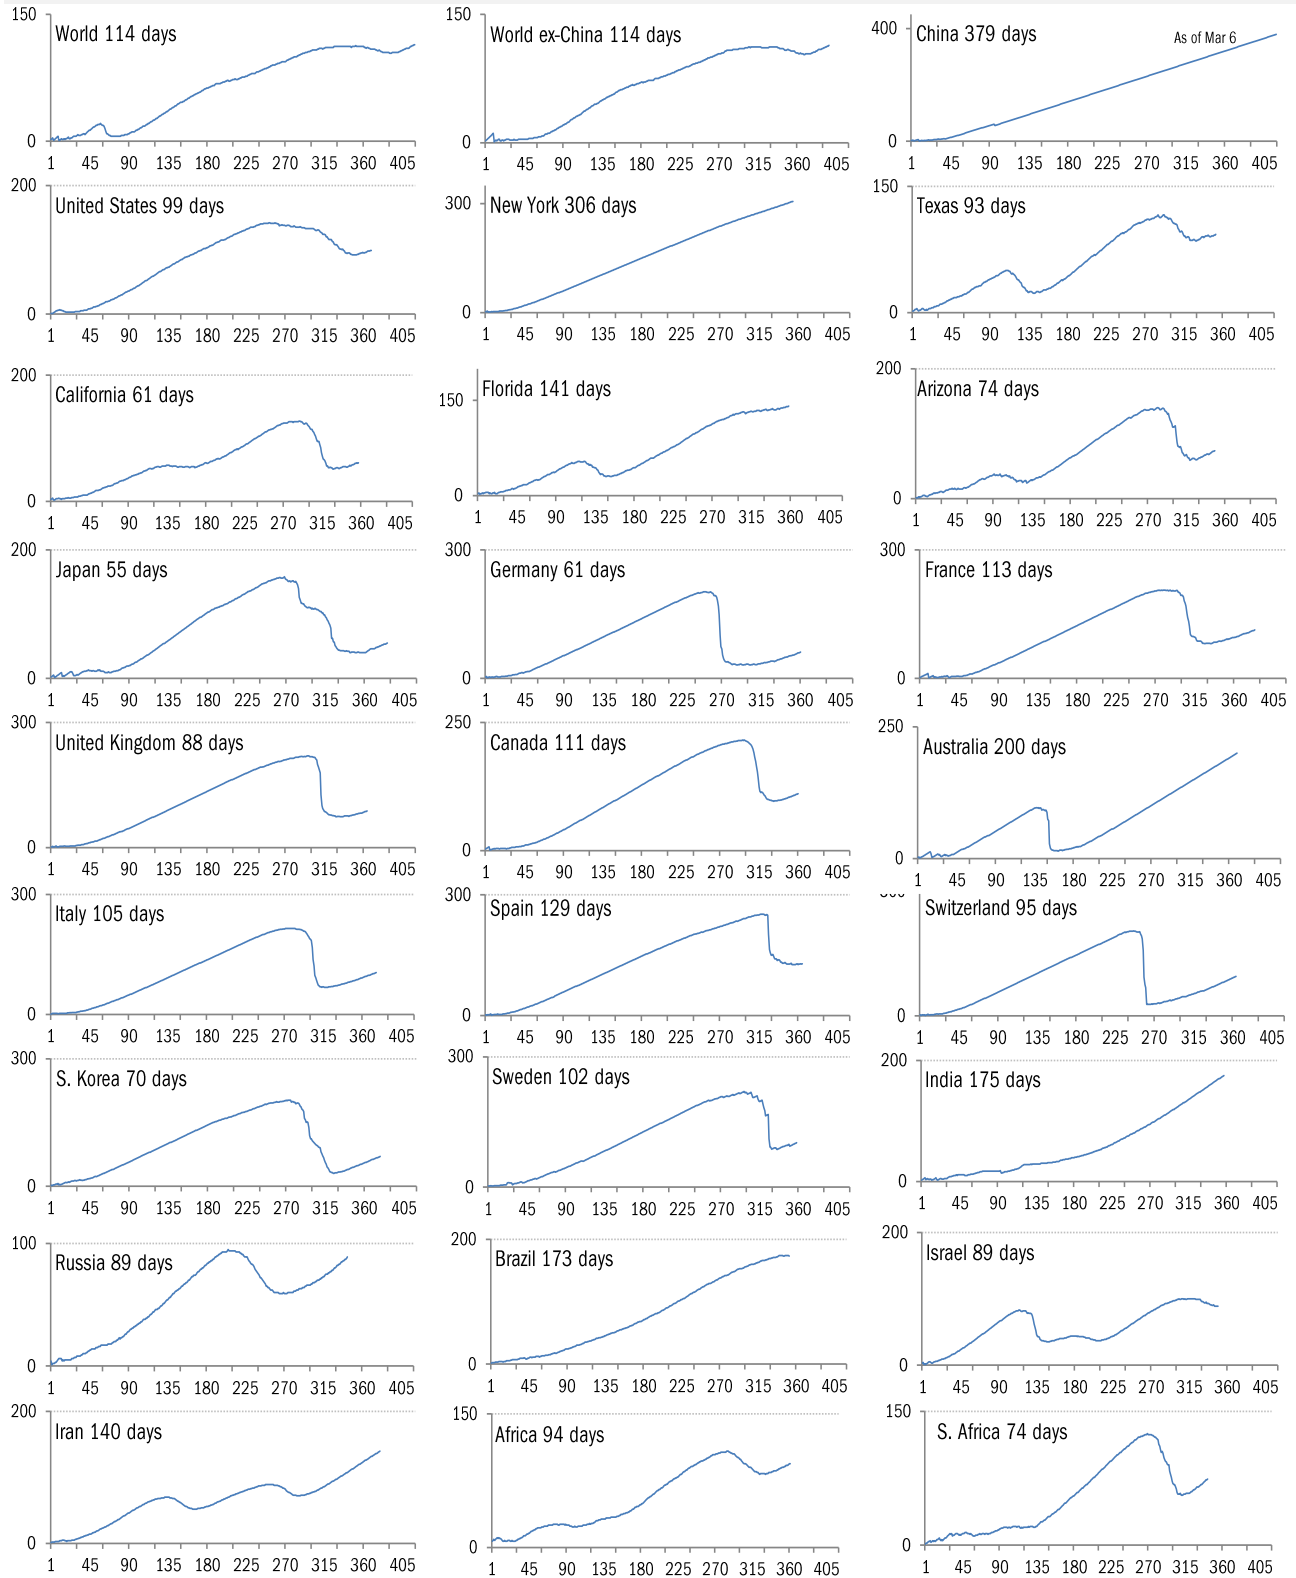 150
World 114 days
0
1 45 90 135 180 225 270 315 360 405
150
World ex-China 114 days
0
1 45 90 135 180 225 270 315 360 405
400
China 379 days
As of Mar 6
0
1 45 90 135 180 225 270 315 360 405
200
United States 99 days
0
1 45 90 135 180 225 270 315 360 405
300
New York 306 days
0
1 45 90 135 180 225 270 315 360 405
150
Texas 93 days
0
1 45 90 135 180 225 270 315 360 405
200
California 61 days
0
1 45 90 135 180 225 270 315 360 405
150
Florida 141 days
0
1 45 90 135 180 225 270 315 360 405
200
Arizona 74 days
0
1 45 90 135 180 225 270 315 360 405
200
Japan 55 days
0
1 45 90 135 180 225 270 315 360 405
300
Germany 61 days
0
1 45 90 135 180 225 270 315 360 405
300
France 113 days
0
1 45 90 135 180 225 270 315 360 405
300
United Kingdom 88 days
0
1 45 90 135 180 225 270 315 360 405
250
Canada 111 days
0
1 45 90 135 180 225 270 315 360 405
250
Australia 200 days
0
1 45 90 135 180 225 270 315 360 405
300
Italy 105 days
0
1 45 90 135 180 225 270 315 360 405
300
Spain 129 days
0
1 45 90 135 180 225 270 315 360 405
Switzerland 95 days
0
1 45 90 135 180 225 270 315 360 405
300
S. Korea 70 days
0
1 45 90 135 180 225 270 315 360 405
300
Sweden 102 days
0
1 45 90 135 180 225 270 315 360 405
200
India 175 days
0
1 45 90 135 180 225 270 315 360 405
100
Russia 89 days
0
1 45 90 135 180 225 270 315 360 405
200
Brazil 173 days
0
1 45 90 135 180 225 270 315 360 405
200
Israel 89 days
0
1 45 90 135 180 225 270 315 360 405
200
Iran 140 days
0
1 45 90 135 180 225 270 315 360 405
150
Africa 94 days
0
1 45 90 135 180 225 270 315 360 405
150
S. Africa 74 days
0
1 45 90 135 180 225 270 315 360 405